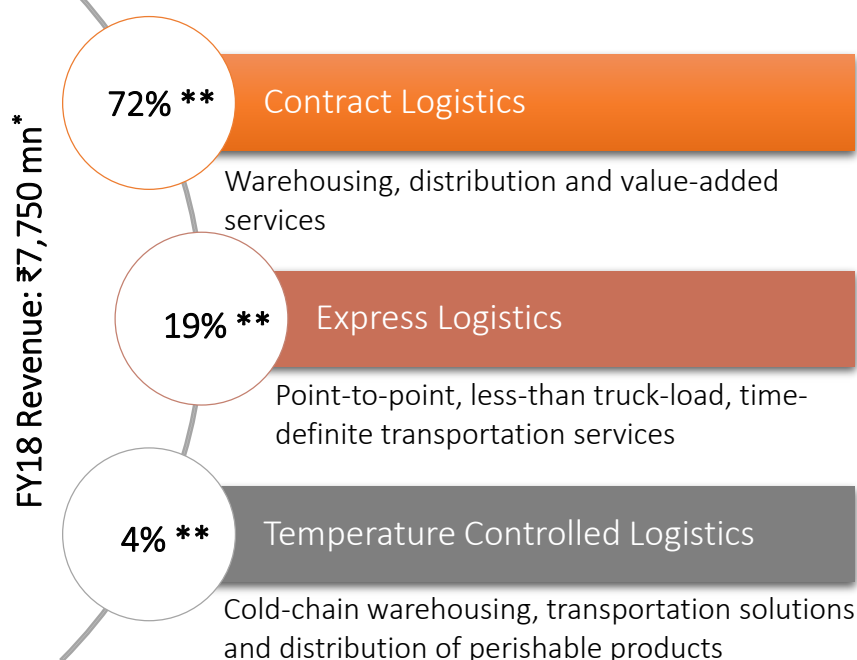 FY18 Revenue: ₹7,750 mn*
72% **
Contract Logistics
Warehousing, distribution and value-added
services
19% **
Express Logistics
Point-to-point, less-than truck-load, time-
definite transportation services
4% **
Temperature Controlled Logistics
Cold-chain warehousing, transportation solutions
and distribution of perishable products